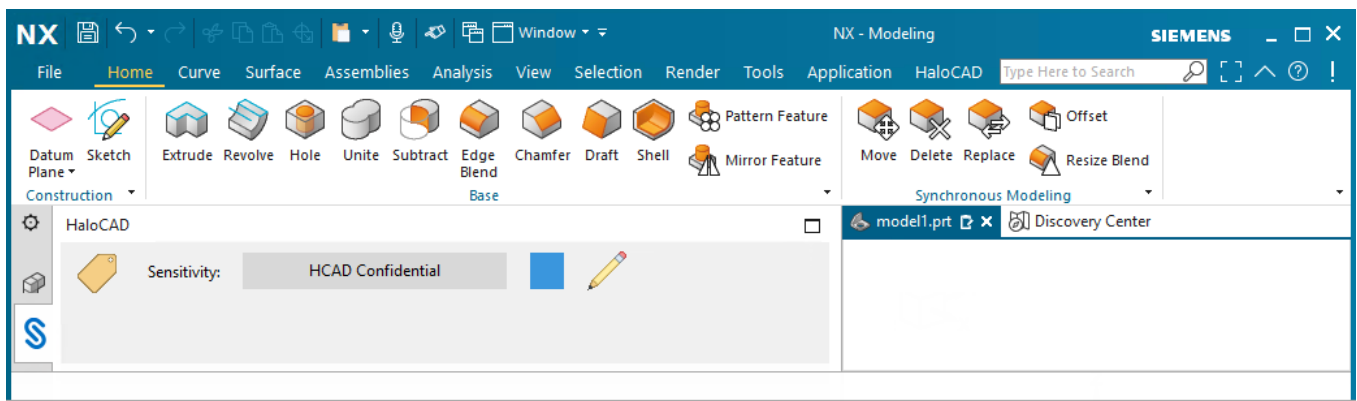 NX Window NX - Modeling SIEMENS
File Home Curve Surface Assemblies Analysis View Selection Render Tools Application HaloCAD Type Here to Search
Datum Plane Sketch Extrude Revolve Hole Unite Subtract Edge Blend Chamfer Draft Shell Pattern Feature Mirror Feature Move Delete Replace Offset Resize Blend
Construction Base Synchronous Modeling
HaloCAD model1.prt Discovery Center
Sensitivity: HCAD Confidential